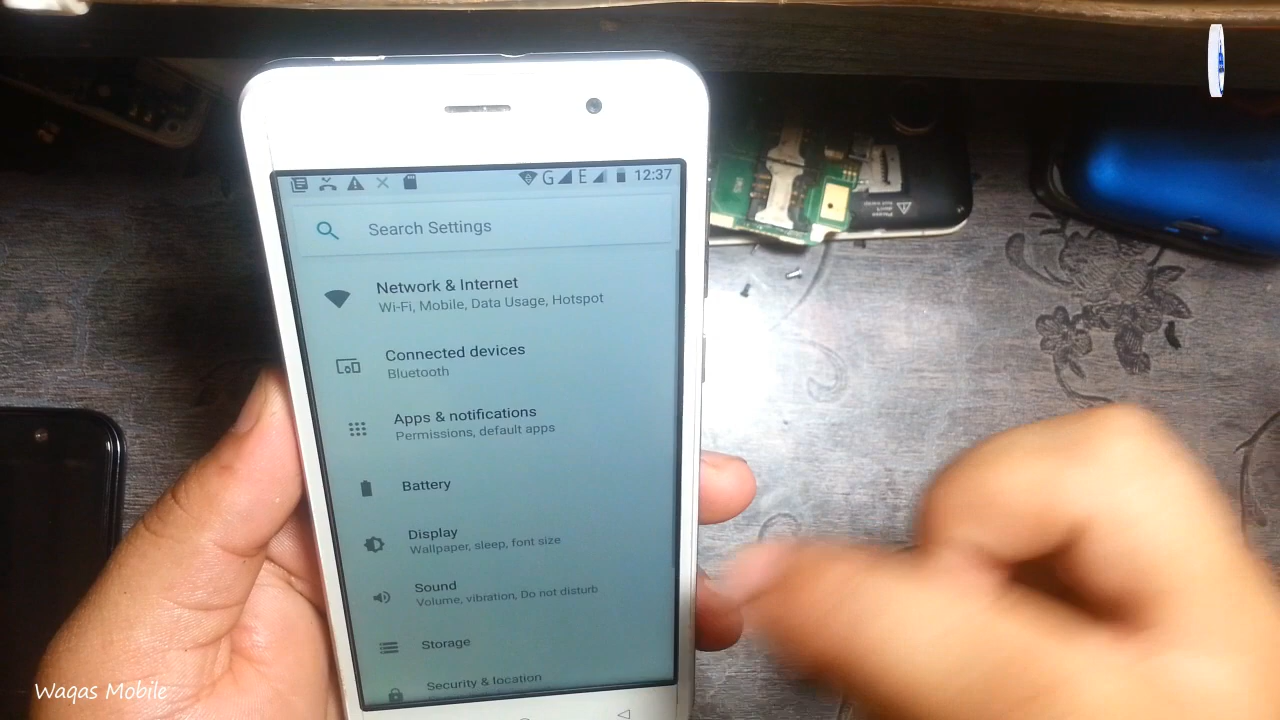 G E 12:37
Search Settings
Network & Internet
Wi-Fi, Mobile, Data Usage, Hotspot
Connected devices
Bluetooth
Apps & notifications
Permissions, default apps
Battery
Display
Wallpaper, sleep, font size
Sound
Volume, vibration, Do not disturb
Storage
Security & location
Waqas Mobile